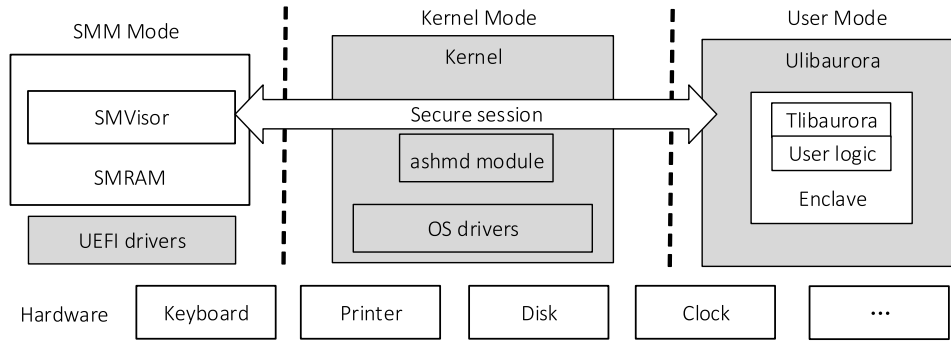 SMM Mode
Kernel Mode
User Mode
Kernel
Ulibaurora
SMVisor
Secure session
Tlibaurora
User logic
ashmd module
SMRAM
Enclave
UEFI drivers
OS drivers
Hardware
Keyboard
Printer
Disk
Clock
...